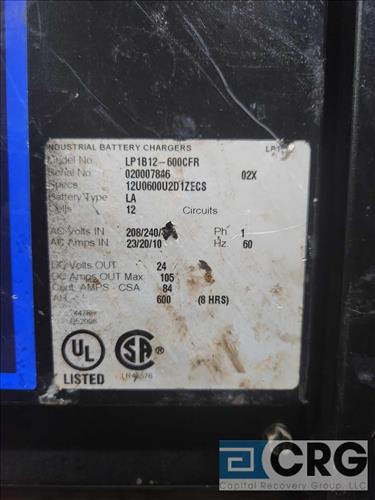 INDUSTRIAL BATTERY CHARGERS
Model No LP1B12-600CFR
Serial No 020007846 02X
Specs 12U0600U2D1ZECS
Battery Type LA
Cells 12 Circuits
AC Volts IN 208/240/ Ph 1
AC Amps IN 23/20/10 Hz 60
DC Volts OUT 24
DC Amps OUT Max 105
Cont. AMPS - CSA 84
600 (8 HRS)
UL
LISTED
SA
®
CRG
Capital Recovery Group, LLC